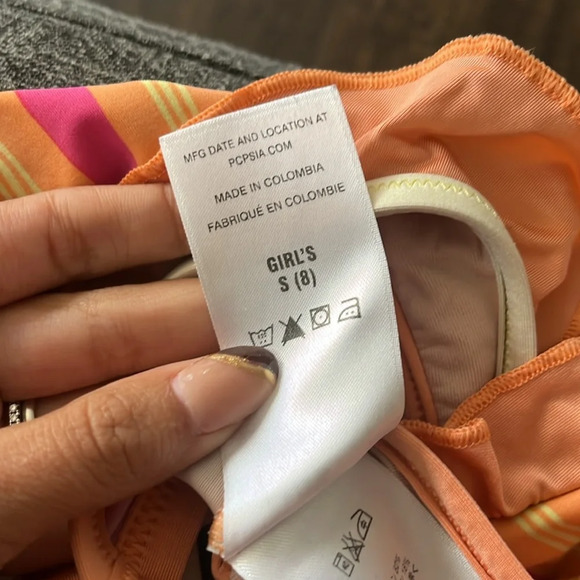 MFG DATE AND LOCATION AT
PCPSIA.COM
MADE IN COLOMBIA
FABRIQUÉ EN COLOMBIE
GIRL'S
S (8)